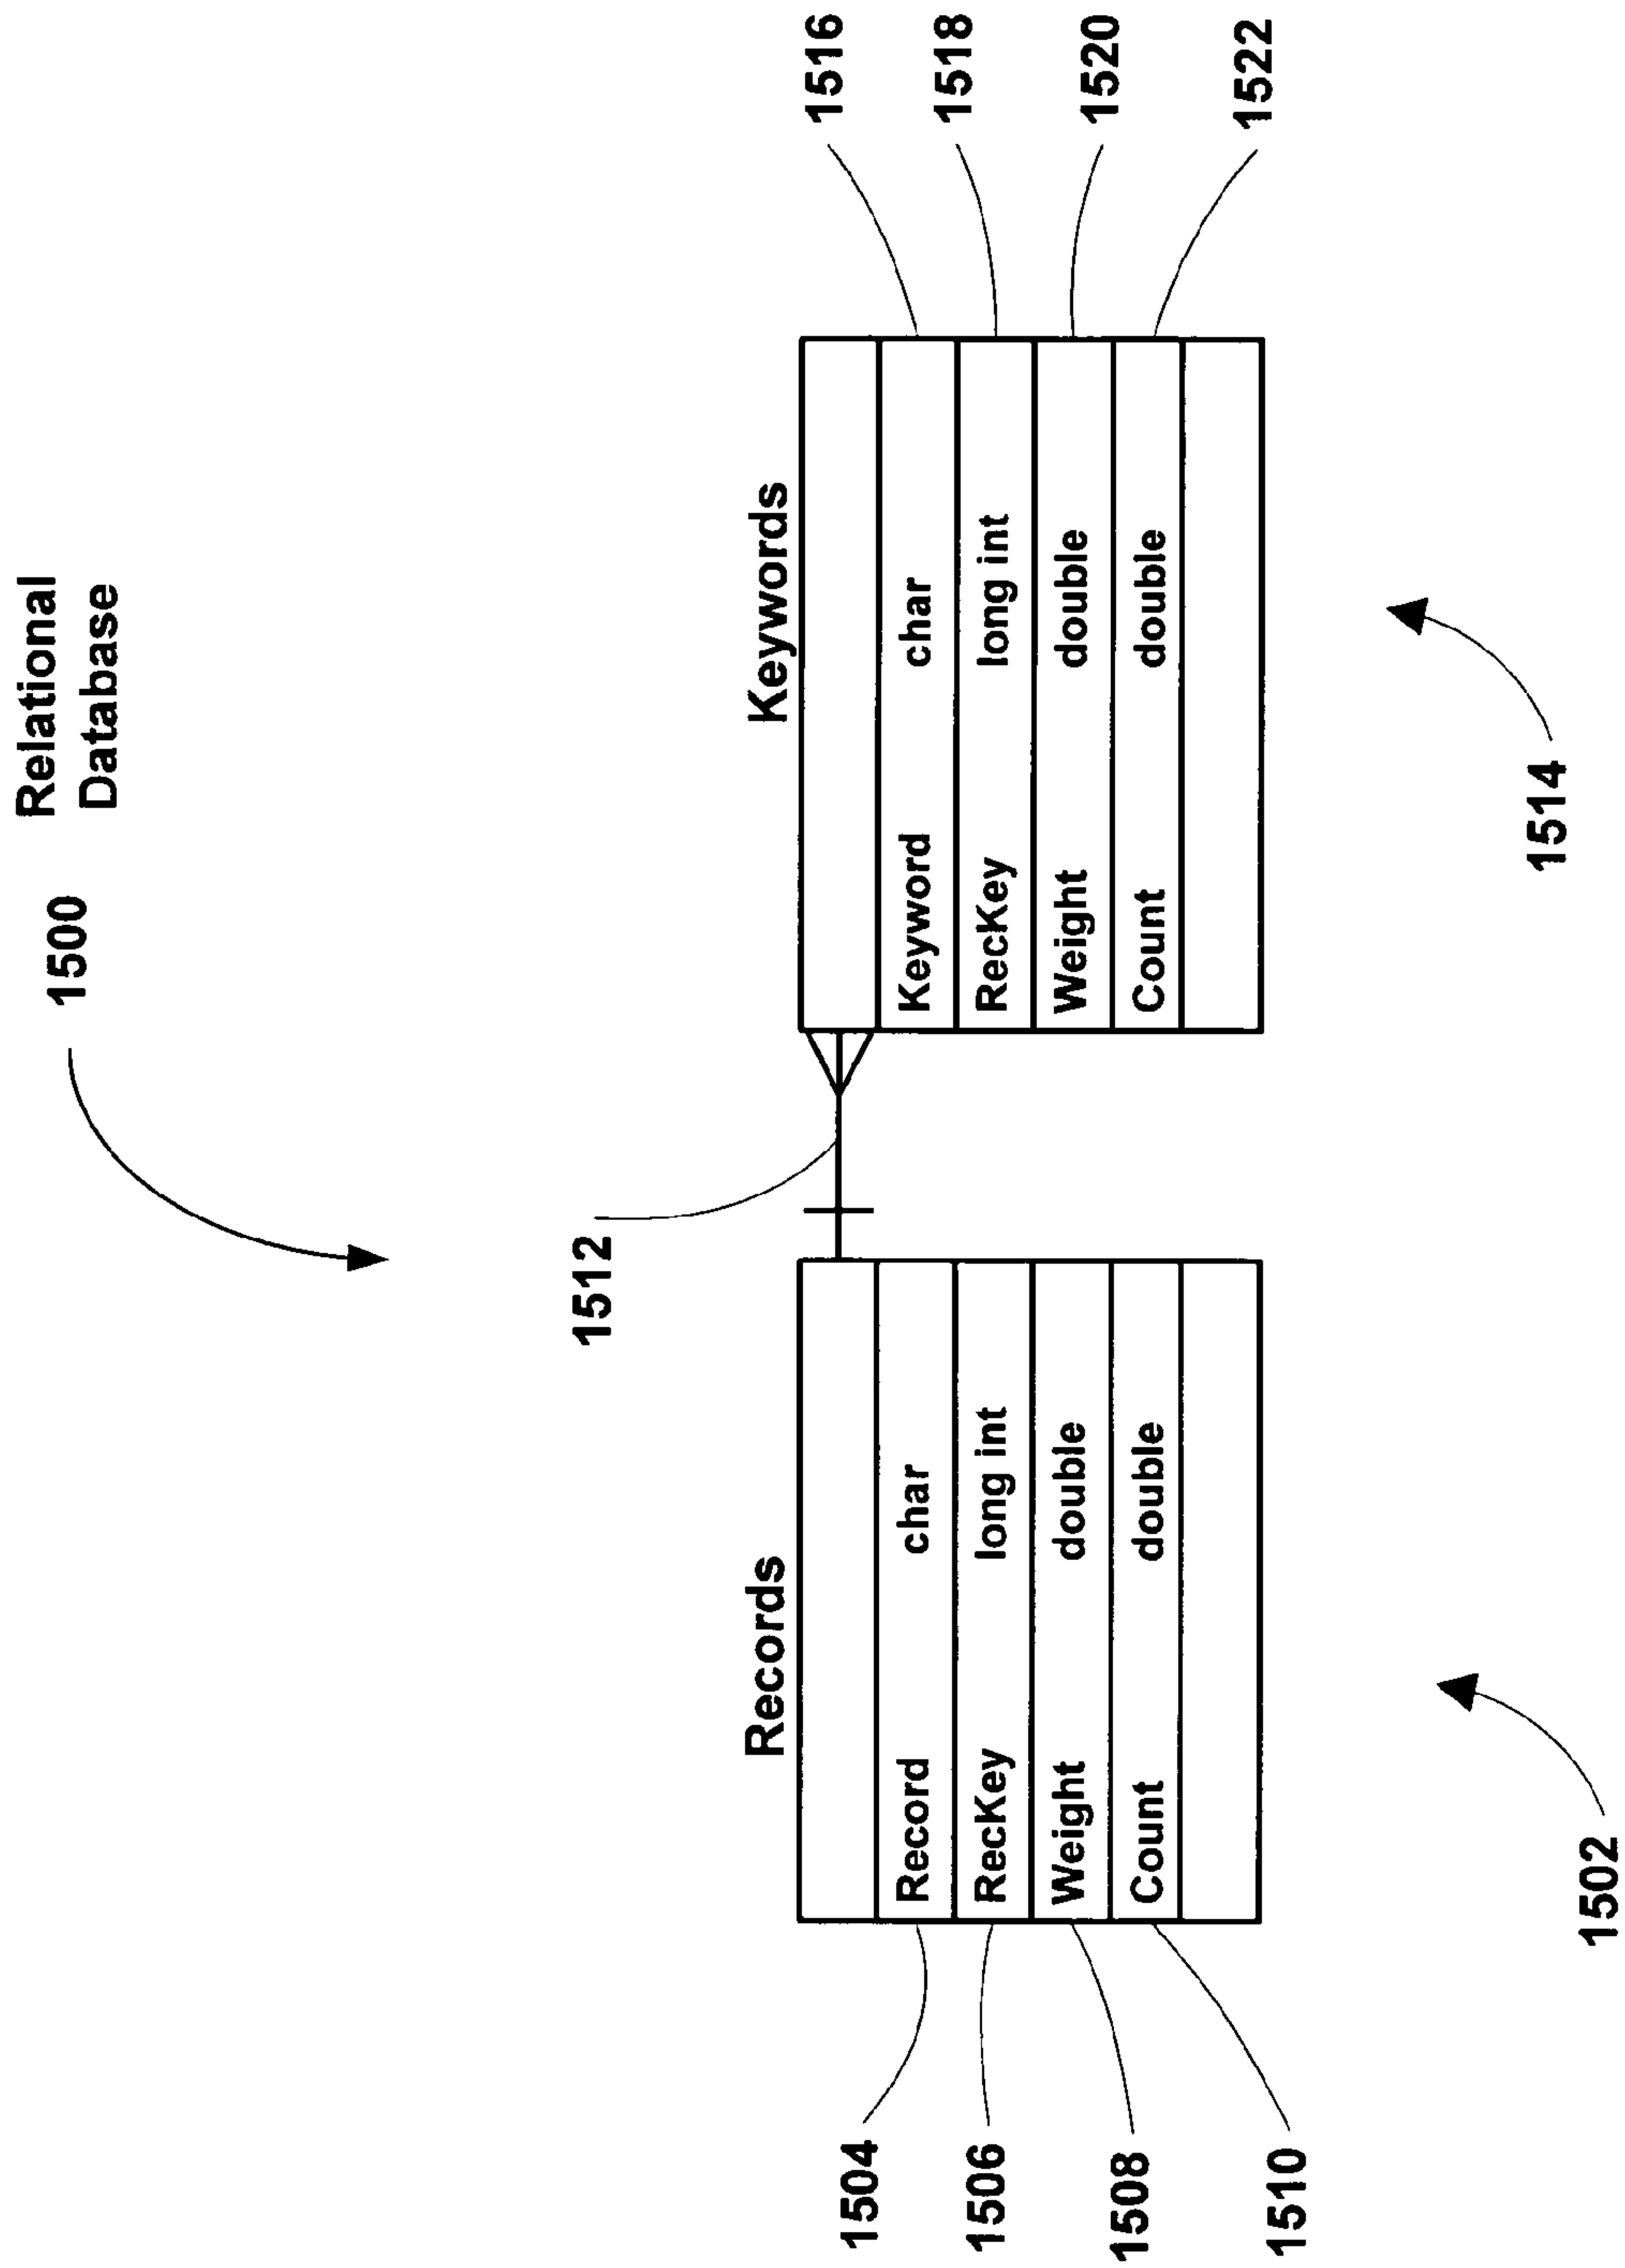 1500
Relational
Database
1512
Records
Record char
RecKey long int
Weight double
Count double
Keywords
Keyword char
RecKey long int
Weight double
Count double
1504
1506
1508
1510
1516
1518
1520
1522
1502
1514